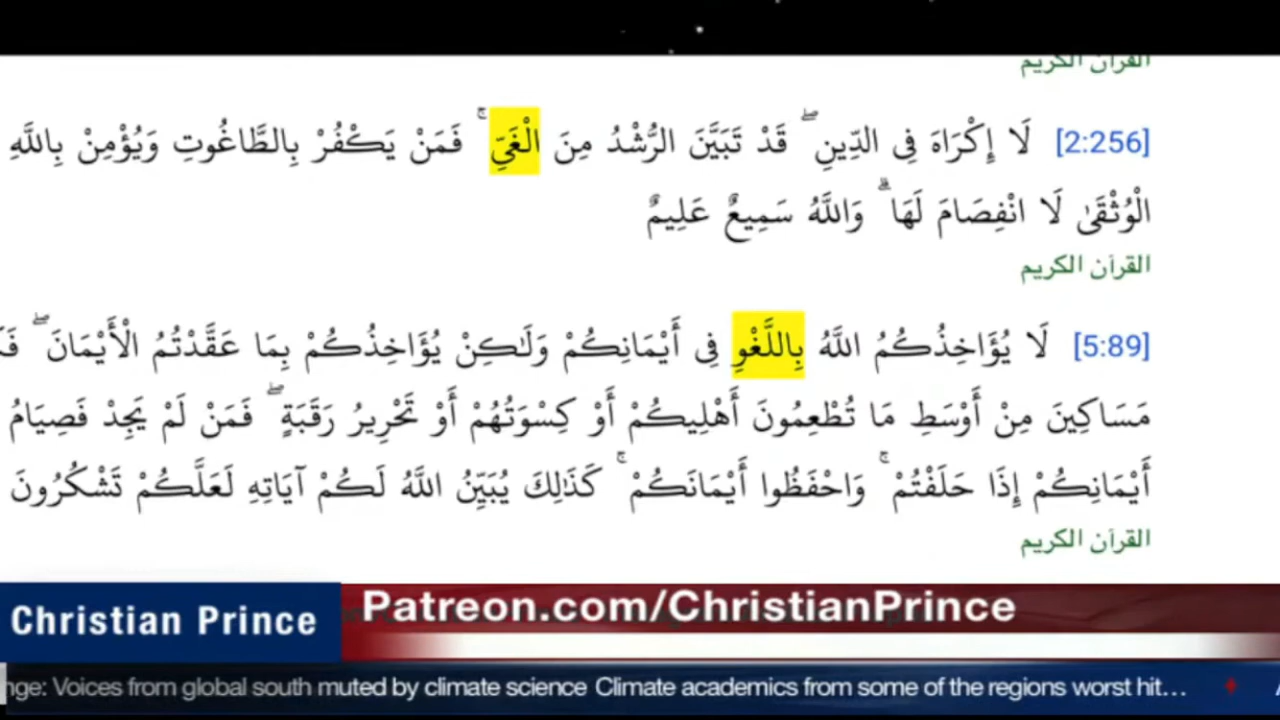 القرآن الكريم
[2:256] لَا إِكْرَاهَ فِى الدِّينِ ۖ قَدْ تَبَيَّنَ الرُّشْدُ مِنَ الْغَىِّ ۚ فَمَنْ يَكْفُرْ بِالطَّاغُوتِ وَيُؤْمِنْ بِاللَّهِ
الْوُثْقَىٰ لَا انْفِصَامَ لَهَا ۗ وَاللَّهُ سَمِيعٌ عَلِيمٌ
القرآن الكريم
[5:89] لَا يُؤَاخِذُكُمُ اللَّهُ بِاللَّغْوِ فِى أَيْمَانِكُمْ وَلَٰكِنْ يُؤَاخِذُكُمْ بِمَا عَقَّدْتُمُ الْأَيْمَانَ ۖ
مَسَاكِينَ مِنْ أَوْسَطِ مَا تُطْعِمُونَ أَهْلِيكُمْ أَوْ كِسْوَتُهُمْ أَوْ تَحْرِيرُ رَقَبَةٍ ۖ فَمَنْ لَمْ يَجِدْ فَصِيَامُ
أَيْمَانِكُمْ إِذَا حَلَفْتُمْ ۚ وَاحْفَظُوا أَيْمَانَكُمْ ۚ كَذَٰلِكَ يُبَيِّنُ اللَّهُ لَكُمْ آيَاتِهِ لَعَلَّكُمْ تَشْكُرُونَ
القرآن الكريم
Patreon.com/ChristianPrince
Christian Prince
nge: Voices from global south muted by climate science Climate academics from some of the regions worst hit...